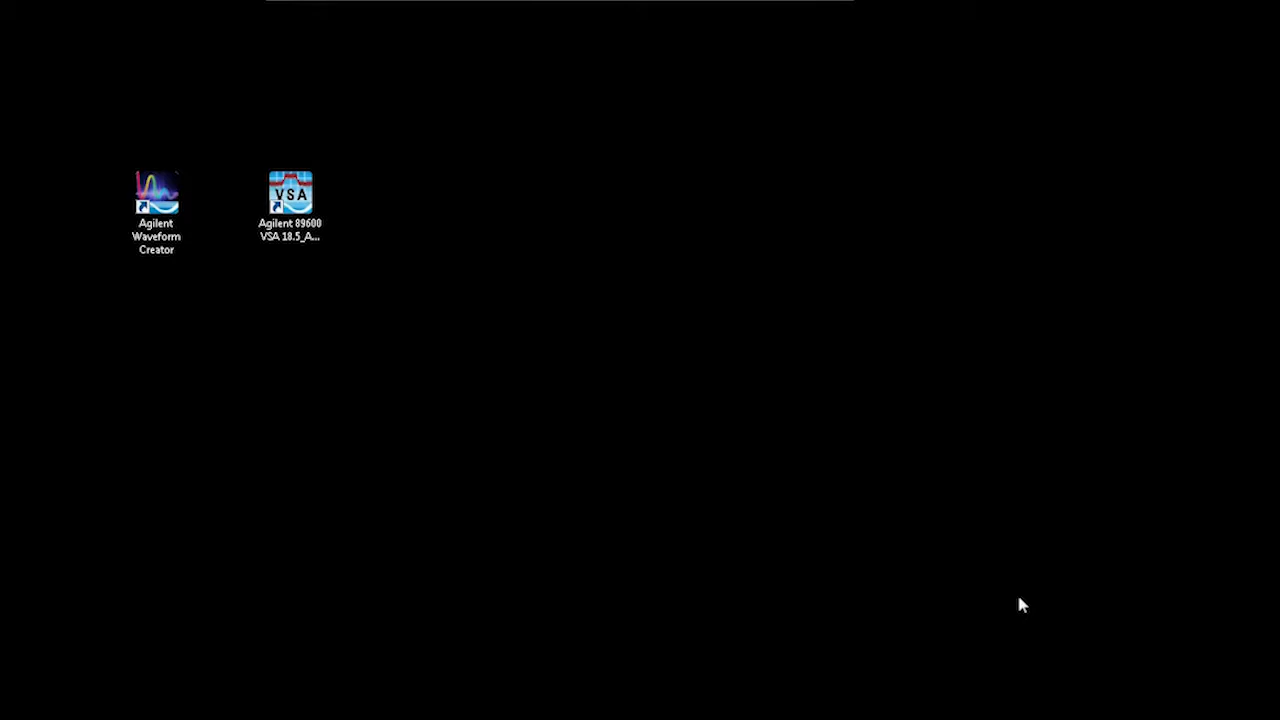 Agilent
Waveform
Creator
VSA
Agilent 89600
VSA 18.5_A...